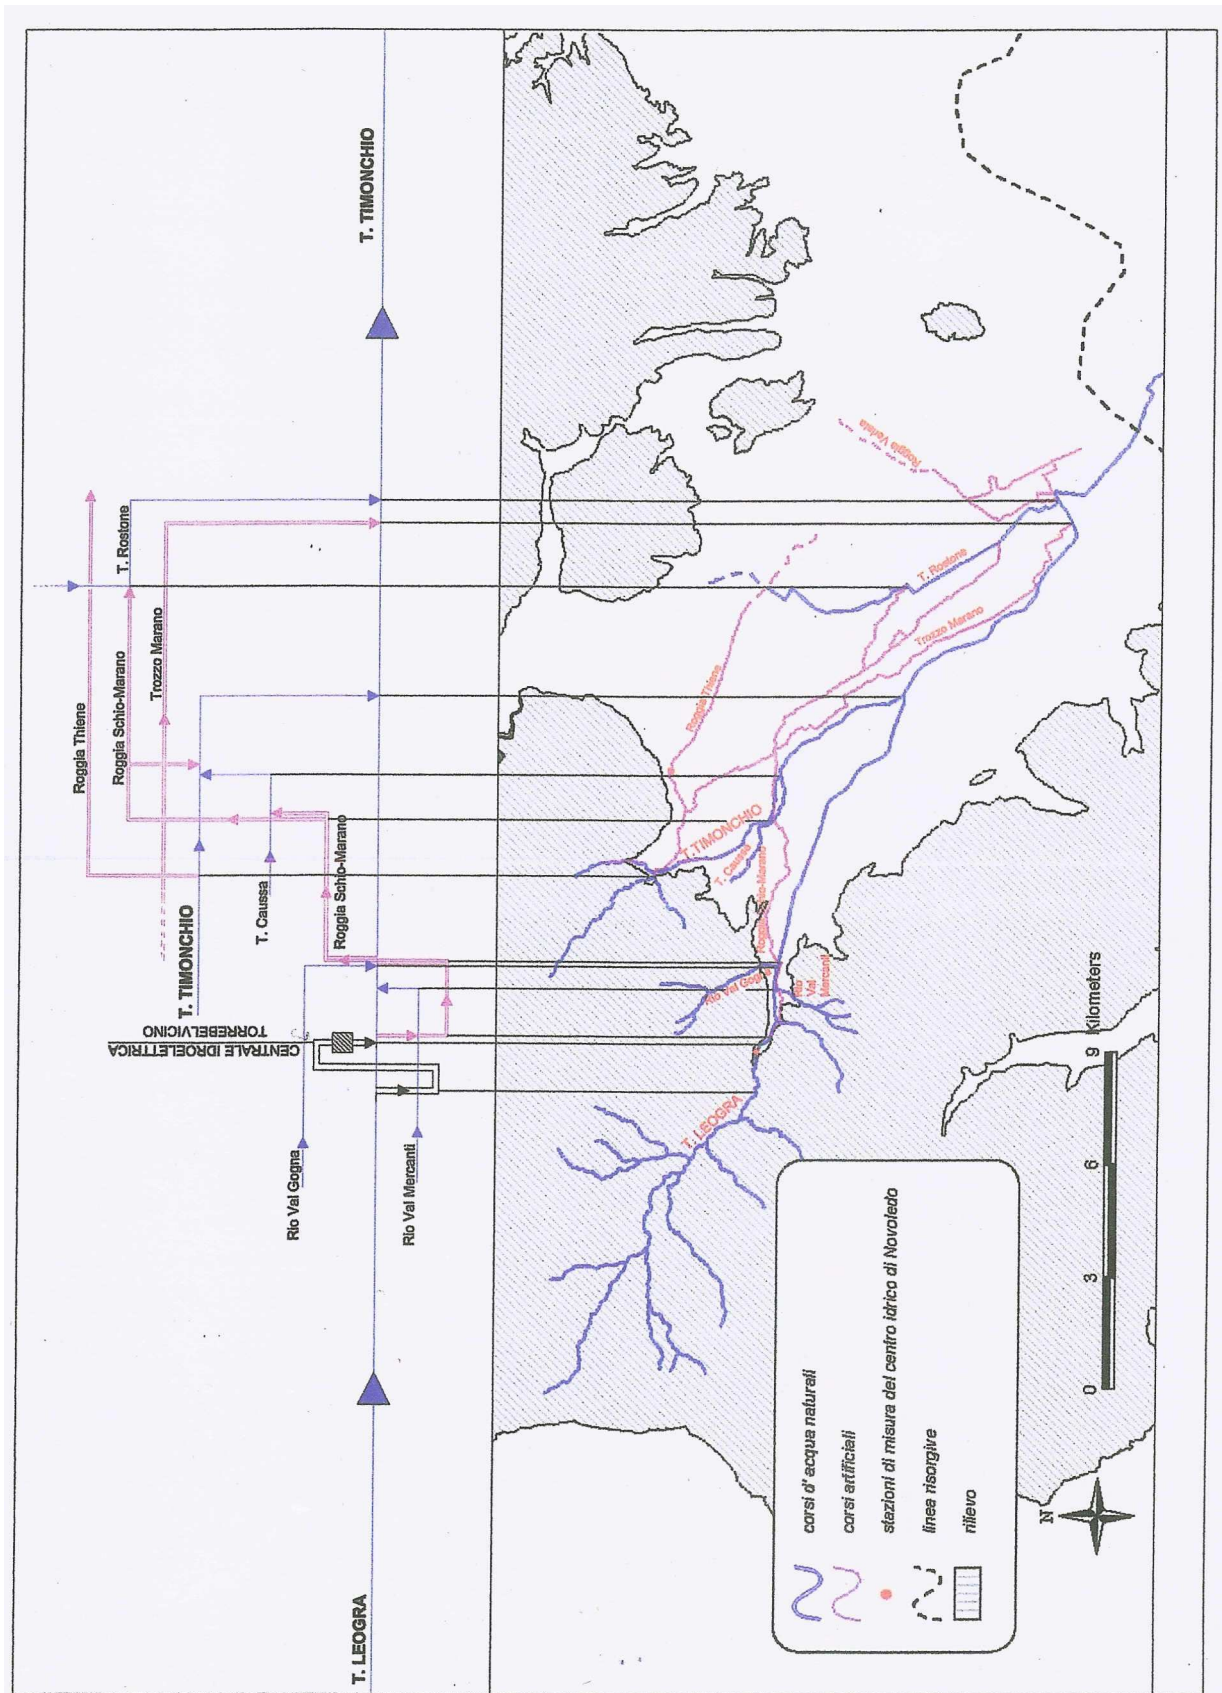 T. LEOGRA
T. TIMONCHIO
Rio Val Gogna
Rio Val Mercanti
CENTRALE IDROELETTRICA
TORREBELVICINO
T. TIMONCHIO
T. Caussa
Roggia Schio-Marano
Roggia Thiene
Roggia Schio-Marano
Trozzo Marano
T. Rostone
T. LEOGRA
Rio Val Gogna
Rio
Val
Mercanti
T. TIMONCHIO
T. Caussa
Roggia Schio-Marano
Roggia Thiene
Trozzo Marano
T. Rostone
Roggia
corsi d' acqua naturali
corsi artificiali
stazioni di misura del centro idrico di Novoledo
linea risorgive
rilievo
N
0
3
6
9 Kilometers